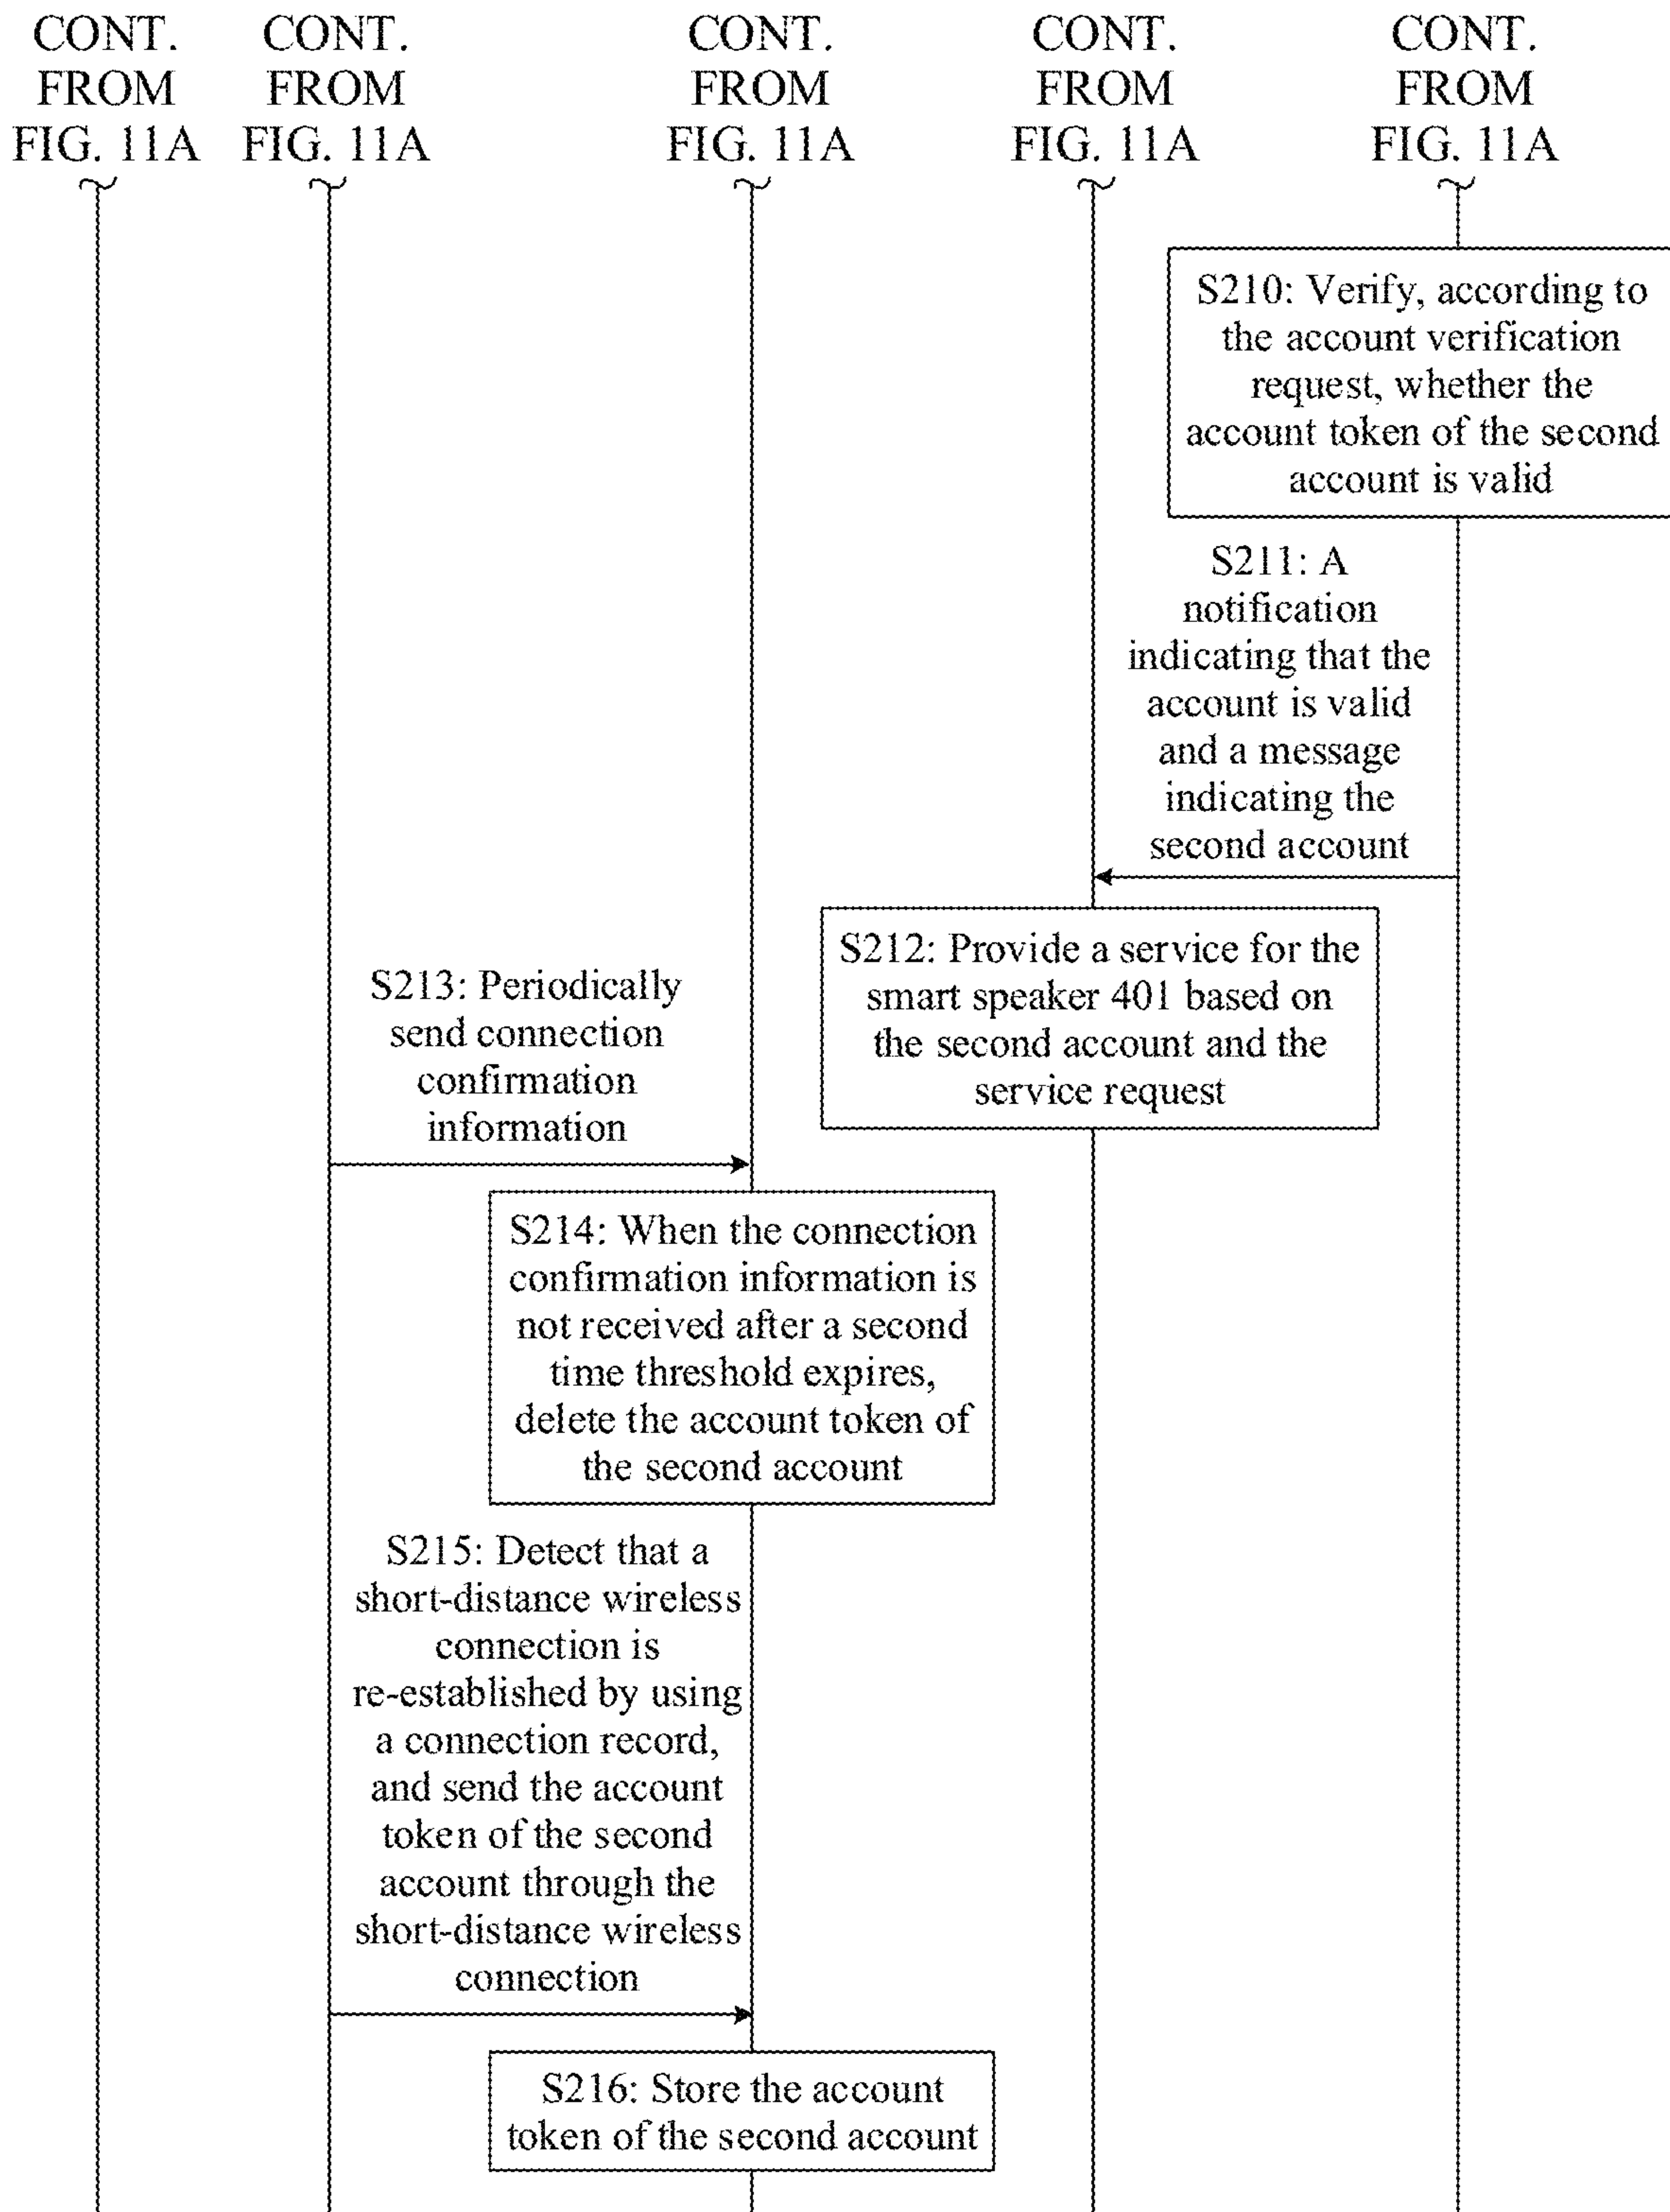 CONT. FROM FIG. 11A
CONT. FROM FIG. 11A
CONT. FROM FIG. 11A
CONT. FROM FIG. 11A
CONT. FROM FIG. 11A
S210: Verify, according to
the account verification
request, whether the
account token of the second
account is valid
S211: A
notification
indicating that the
account is valid
and a message
indicating the
second account
S212: Provide a service for the
smart speaker 401 based on
the second account and the
service request
S213: Periodically
send connection
confirmation
information
S214: When the connection
confirmation information is
not received after a second
time threshold expires,
delete the account token of
the second account
S215: Detect that a
short-distance wireless
connection is
re-established by using
a connection record,
and send the account
token of the second
account through the
short-distance wireless
connection
S216: Store the account
token of the second account